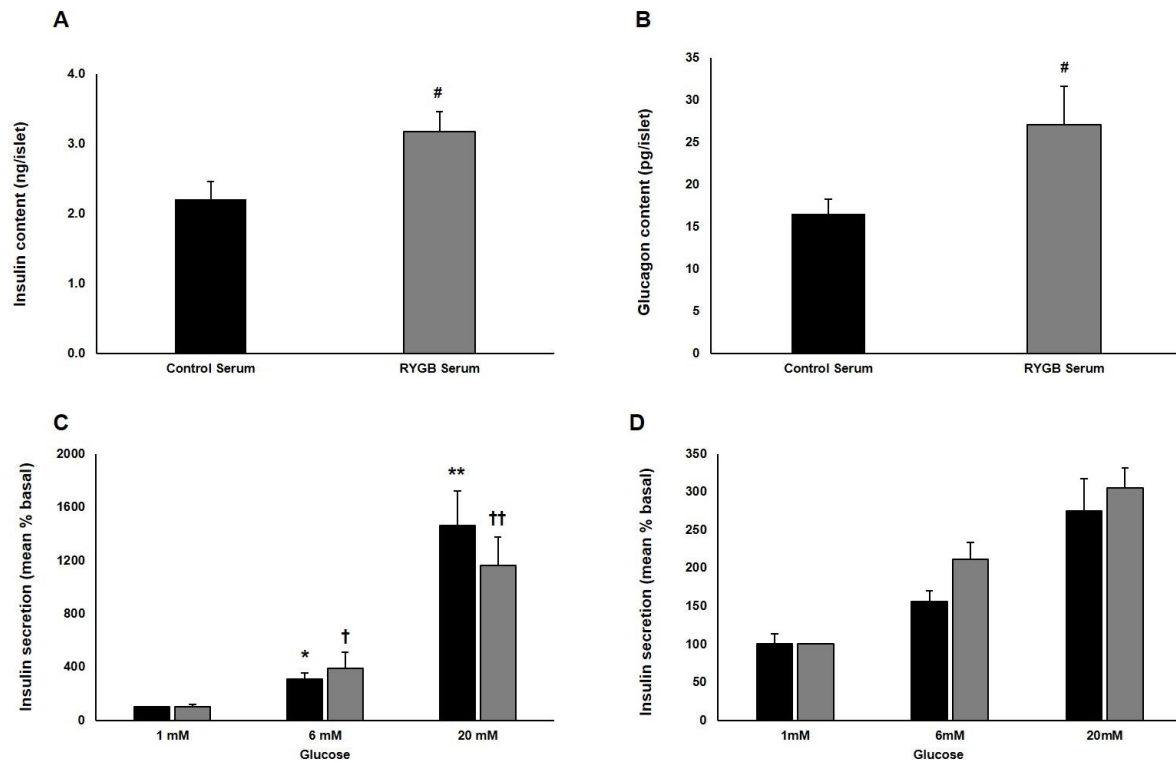 A
Insulin content (ng/islet)
4.0
3.0
2.0
1.0
0.0
#
Control Serum
RYGB Serum
B
Glucagon content (pg/islet)
35
30
25
20
15
10
5
0
#
Control Serum
RYGB Serum
C
Insulin secretion (mean % basal)
2000
1600
1200
800
400
0
*
†
**
††
1 mM
6 mM
20 mM
Glucose
D
Insulin secretion (mean % basal)
350
300
250
200
150
100
50
0
1mM
6mM
20mM
Glucose